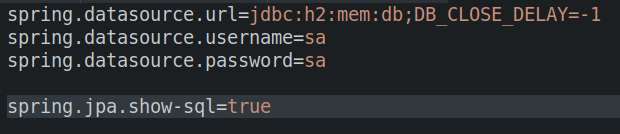 spring.datasource.url=jdbc:h2:mem:db;DB_CLOSE_DELAY=-1
spring.datasource.username=sa
spring.datasource.password=sa
spring.jpa.show-sql=true